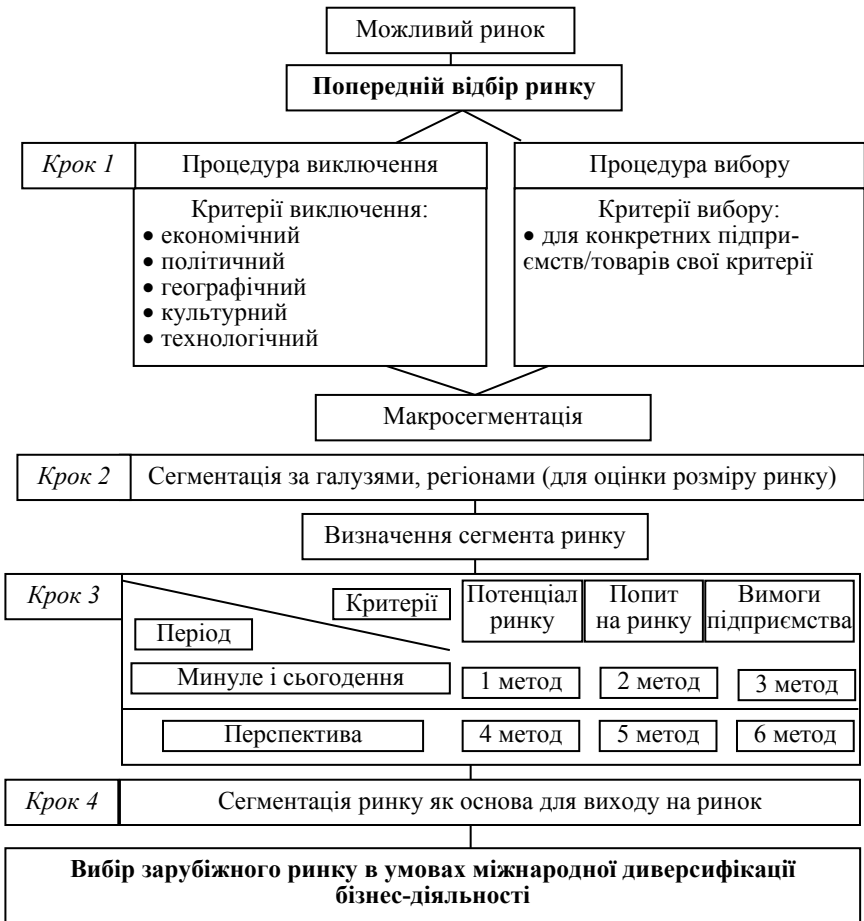 Можливий ринок
Попередній відбір ринку
Крок 1
Процедура виключення
Процедура вибору
Критерії виключення:
• економічний
• політичний
• географічний
• культурний
• технологічний
Критерії вибору:
• для конкретних підпри-
ємств/товарів свої критерії
Макросегментація
Крок 2
Сегментація за галузями, регіонами (для оцінки розміру ринку)
Визначення сегмента ринку
Крок 3
Критерії
Період
Потенціал
ринку
Попит
на ринку
Вимоги
підприємства
Минуле і сьогодення
1 метод
2 метод
3 метод
Перспектива
4 метод
5 метод
6 метод
Крок 4
Сегментація ринку як основа для виходу на ринок
Вибір зарубіжного ринку в умовах міжнародної диверсифікації
бізнес-діяльності